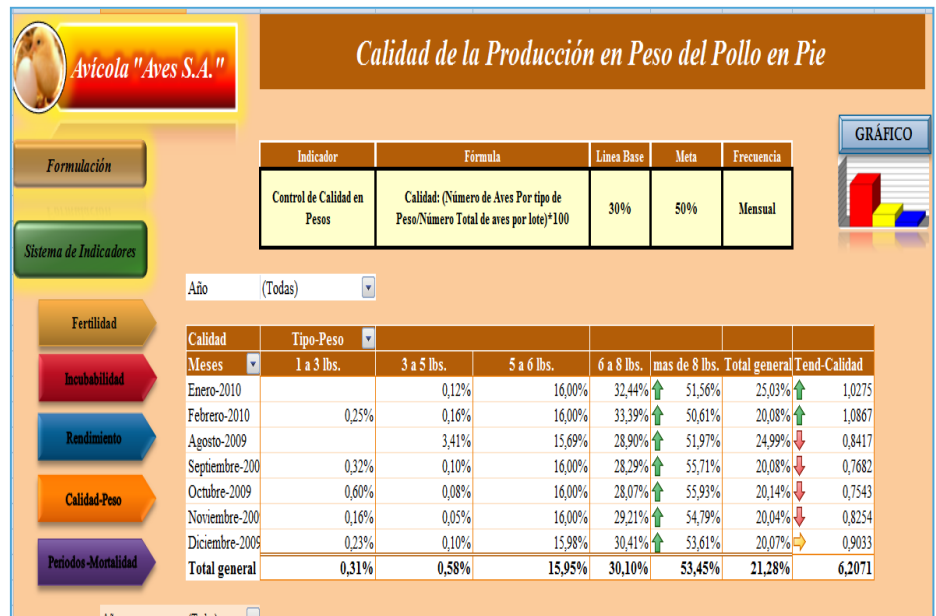 Avícola "Aves S.A."
Calidad de la Producción en Peso del Pollo en Pie
GRÁFICO
Formulación
Sistema de Indicadores
Fertilidad
Incubabilidad
Rendimiento
Calidad-Peso
Periodos-Mortalidad
Indicador Fórmula Linea Base Meta Frecuencia
Control de Calidad en Pesos Calidad: (Número de Aves Por tipo de Peso/Número Total de aves por lote)*100 30% 50% Mensual
Año (Todas)
Calidad Tipo-Peso
Meses 1 a 3 lbs. 3 a 5 lbs. 5 a 6 lbs. 6 a 8 lbs. mas de 8 lbs. Total general Tend-Calidad
Enero-2010 0,12% 16,00% 32,44% 51,56% 25,03% 1,0275
Febrero-2010 0,25% 0,16% 16,00% 33,39% 50,61% 20,08% 1,0867
Agosto-2009 3,41% 15,69% 28,90% 51,97% 24,99% 0,8417
Septiembre-200 0,32% 0,10% 16,00% 28,29% 55,71% 20,08% 0,7682
Octubre-2009 0,60% 0,08% 16,00% 28,07% 55,93% 20,14% 0,7543
Noviembre-200 0,16% 0,05% 16,00% 29,21% 54,79% 20,04% 0,8254
Diciembre-2009 0,23% 0,10% 15,98% 30,41% 53,61% 20,07% 0,9033
Total general 0,31% 0,58% 15,95% 30,10% 53,45% 21,28% 6,2071